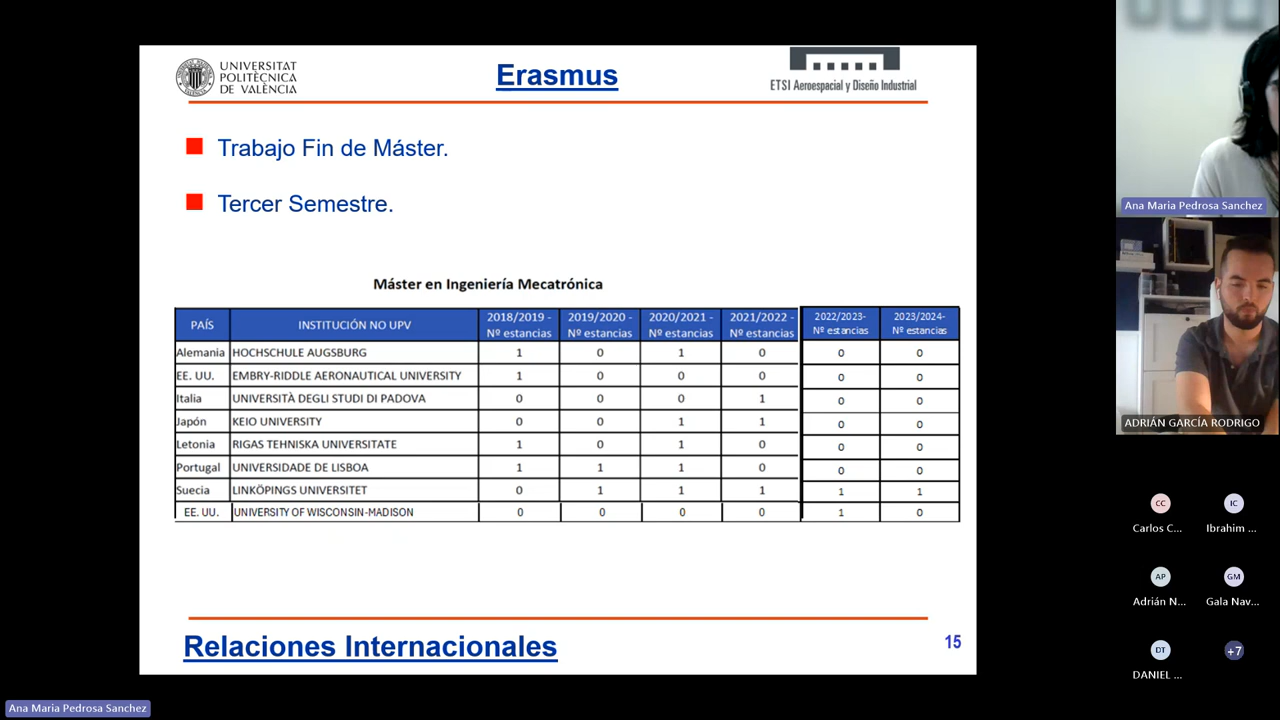 UNIVERSITAT
POLITÈCNICA
DE VALÈNCIA
Erasmus
ETSI Aeroespacial y Diseño Industrial
Trabajo Fin de Máster.
Tercer Semestre.
Máster en Ingeniería Mecatrónica
PAÍS INSTITUCIÓN NO UPV 2018/2019 - Nº estancias 2019/2020 - Nº estancias 2020/2021 - Nº estancias 2021/2022 - Nº estancias 2022/2023- Nº estancias 2023/2024- Nº estancias
Alemania HOCHSCHULE AUGSBURG 1 0 1 0 0 0
EE. UU. EMBRY-RIDDLE AERONAUTICAL UNIVERSITY 1 0 0 0 0 0
Italia UNIVERSITÀ DEGLI STUDI DI PADOVA 0 0 0 1 0 0
Japón KEIO UNIVERSITY 0 0 1 1 0 0
Letonia RIGAS TEHNISKA UNIVERSITATE 1 0 1 0 0 0
Portugal UNIVERSIDADE DE LISBOA 1 1 1 0 0 0
Suecia LINKÖPINGS UNIVERSITET 0 1 1 1 1 1
EE. UU. UNIVERSITY OF WISCONSIN-MADISON 0 0 0 0 1 0
Relaciones Internacionales
15
Ana Maria Pedrosa Sanchez
Ana Maria Pedrosa Sanchez
ADRIÁN GARCÍA RODRIGO
CC IC
Carlos C... Ibrahim ...
AP GM
Adrián N... Gala Nav...
DT +7
DANIEL ...